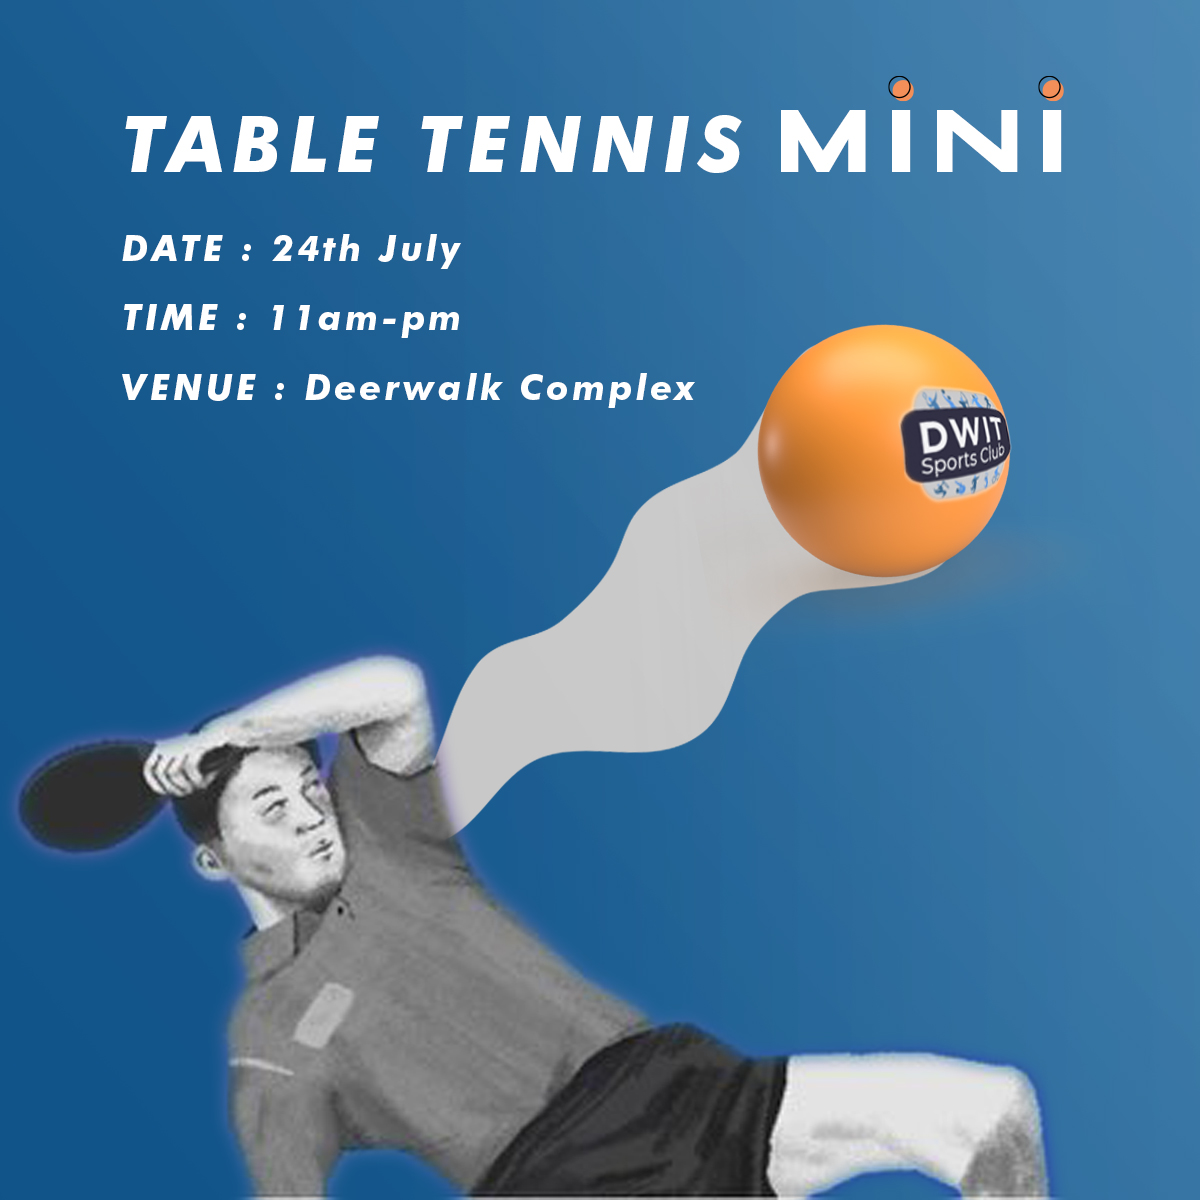 TABLE TENNIS MiNi
DATE : 24th July
TIME : 11am-pm
VENUE : Deerwalk Complex
DWIT
Sports Club